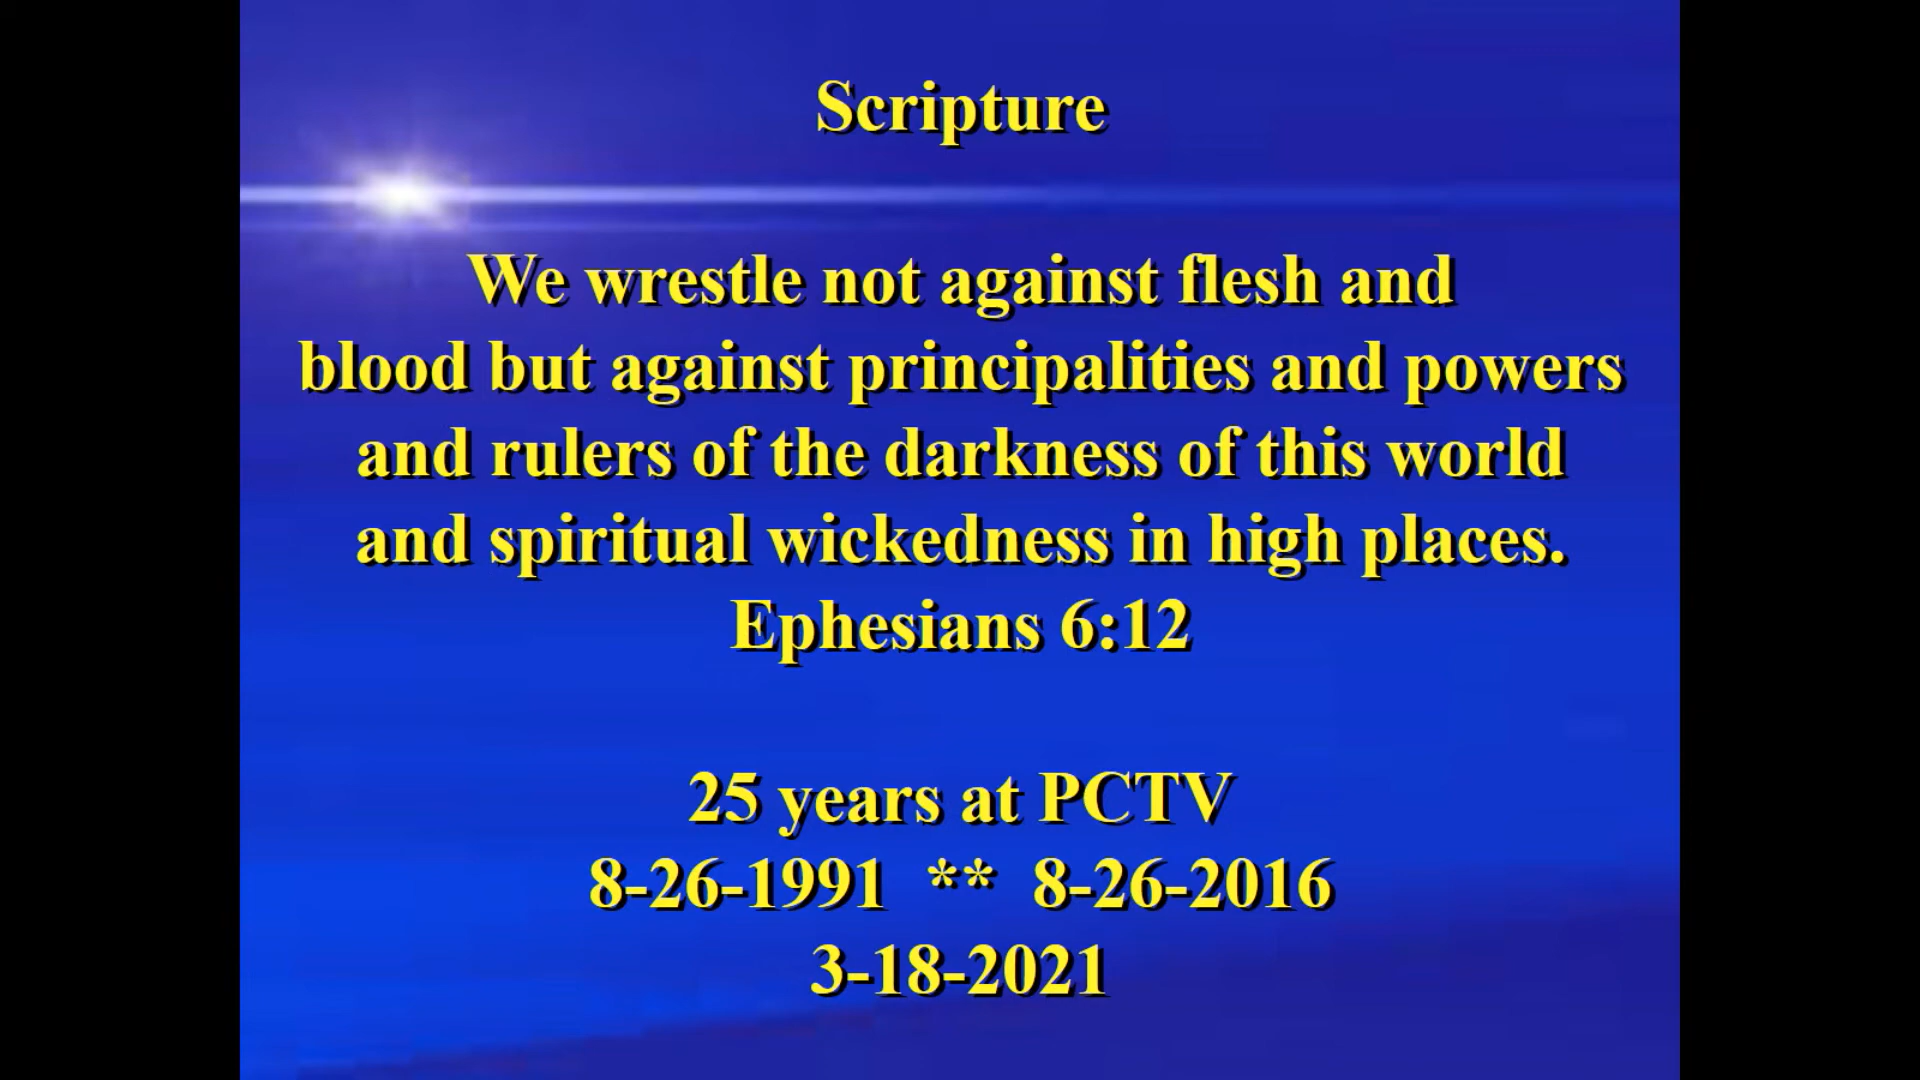 Scripture
We wrestle not against flesh and
blood but against principalities and powers
and rulers of the darkness of this world
and spiritual wickedness in high places.
Ephesians 6:12
25 years at PCTV
8-26-1991 ** 8-26-2016
3-18-2021